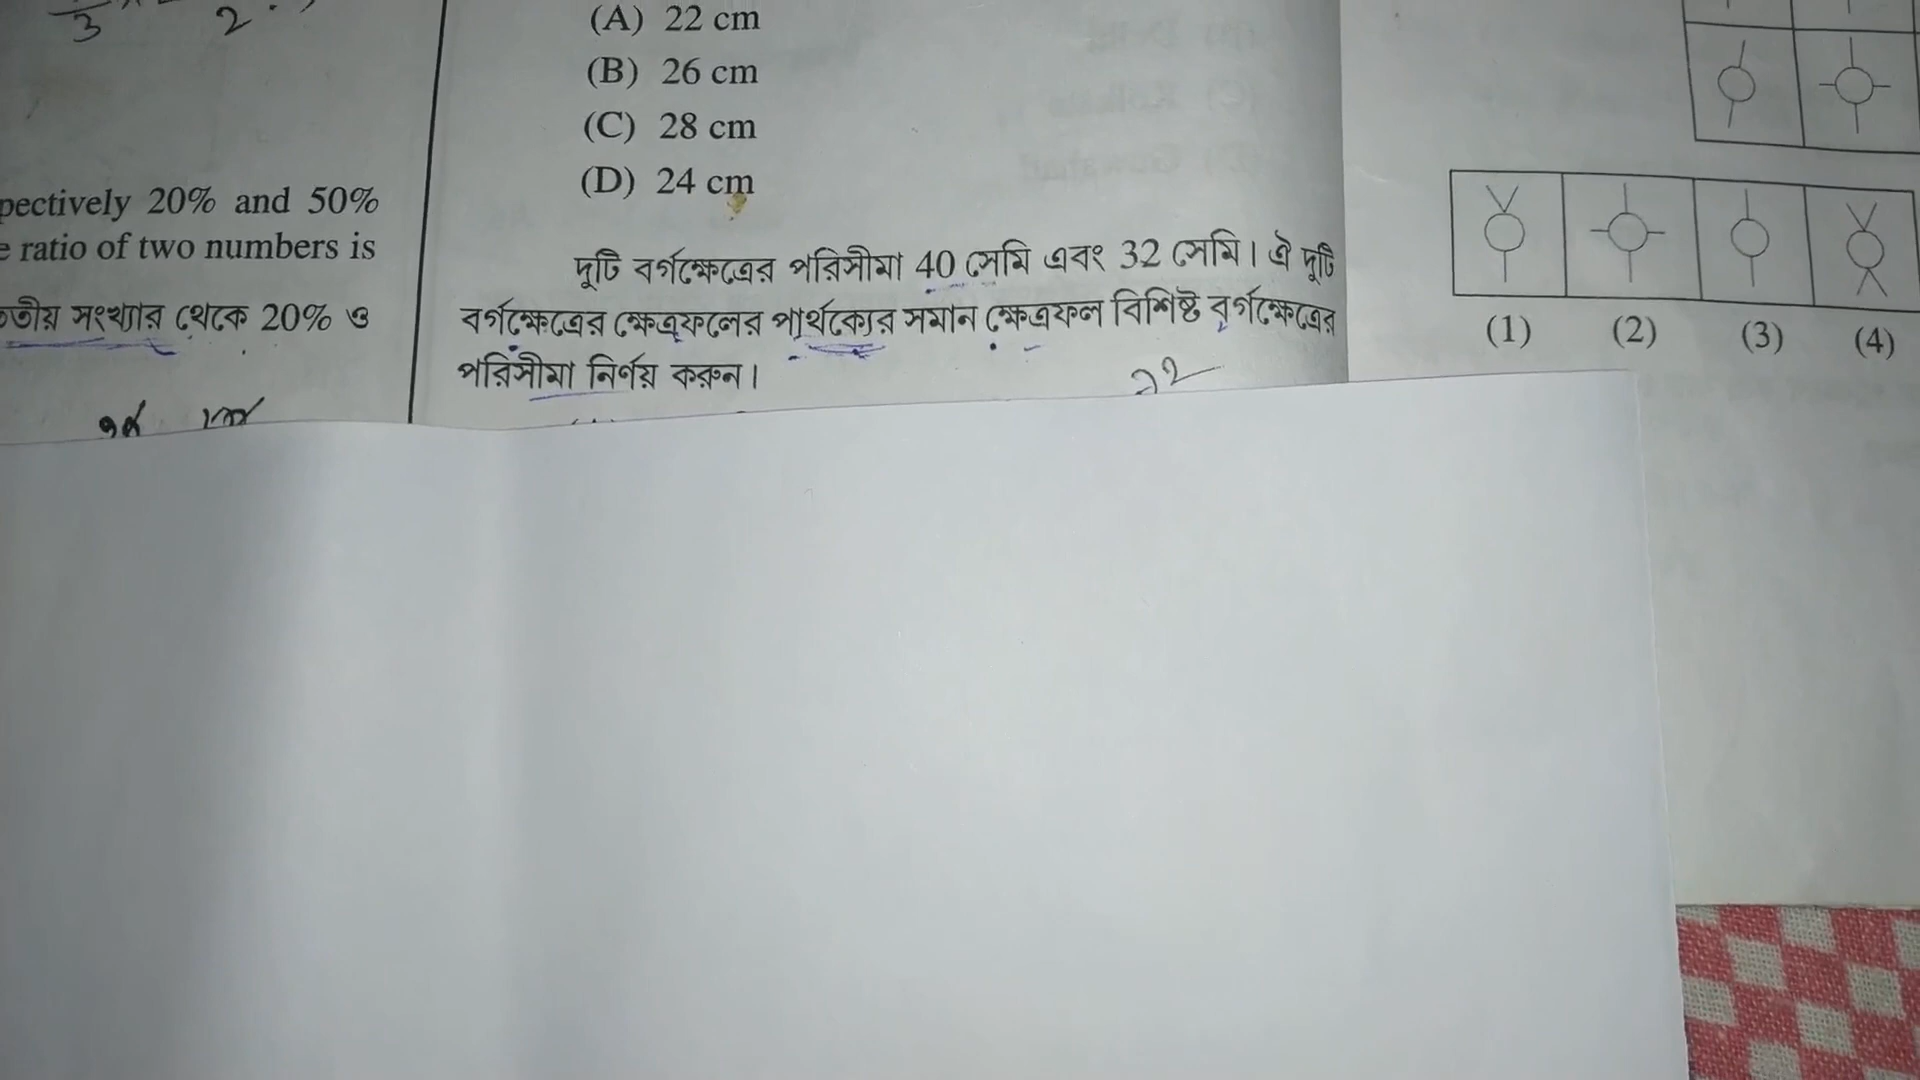 3
2
pectively 20% and 50%
e ratio of two numbers is
তীয় সংখ্যার থেকে 20% ও
(A) 22 cm
(B) 26 cm
(C) 28 cm
(D) 24 cm
দুটি বর্গক্ষেত্রের পরিসীমা 40 সেমি এবং 32 সেমি। ঐ দুটি
বর্গক্ষেত্রের ক্ষেত্রফলের পার্থক্যের সমান ক্ষেত্রফল বিশিষ্ট বর্গক্ষেত্রের
পরিসীমা নির্ণয় করুন।
(1) (2) (3) (4)